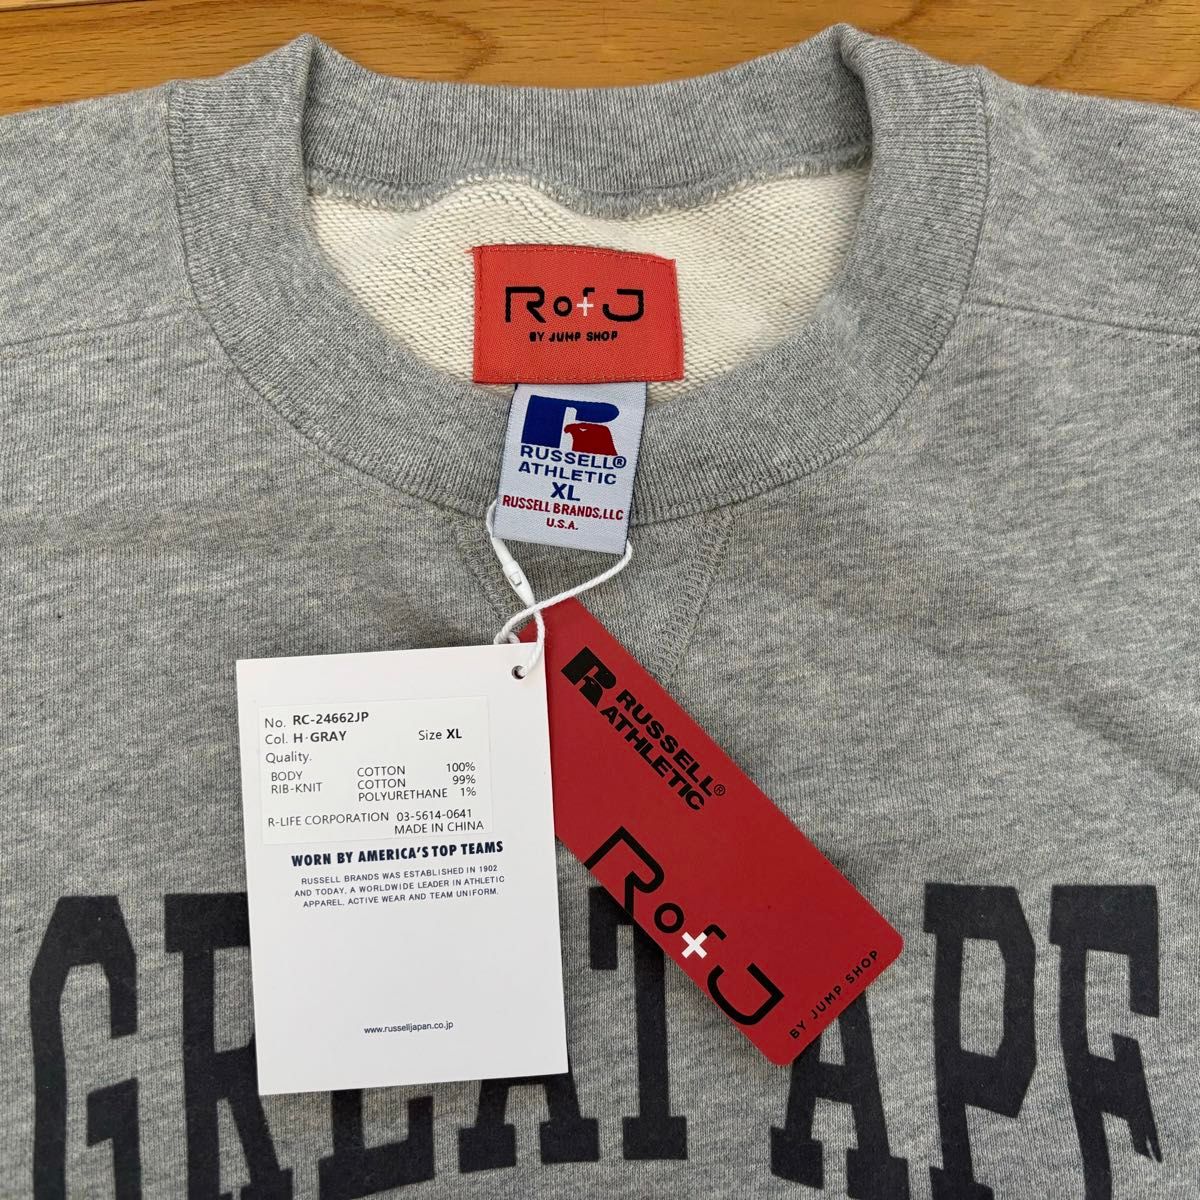 Rof J
BY JUMP SHOP
RUSSELL®
ATHLETIC
XL
RUSSELL BRANDS,LLC
U.S.A.
No. RC-24662JP
Col. H·GRAY Size XL
Quality.
BODY COTTON 100%
RIB-KNIT COTTON 99%
POLYURETHANE 1%
R-LIFE CORPORATION 03-5614-0641
MADE IN CHINA
WORN BY AMERICA'S TOP TEAMS
RUSSELL BRANDS WAS ESTABLISHED IN 1902
AND TODAY, A WORLDWIDE LEADER IN ATHLETIC
APPAREL, ACTIVE WEAR AND TEAM UNIFORM.
www.russelljapan.co.jp
RUSSELL®
ATHLETIC
Rof J
BY JUMP SHOP
GREAT APE